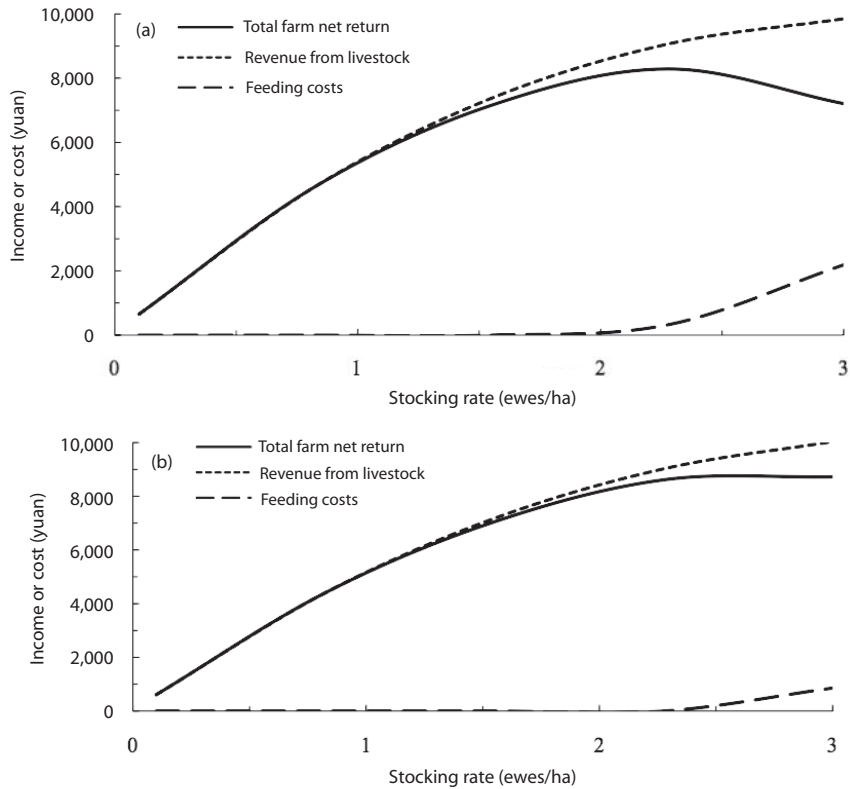 (a)
Total farm net return
Revenue from livestock
Feeding costs
10,000
8,000
6,000
4,000
2,000
0
Income or cost (yuan)
0 1 2 3
Stocking rate (ewes/ha)
(b)
Total farm net return
Revenue from livestock
Feeding costs
10,000
8,000
6,000
4,000
2,000
0
Income or cost (yuan)
0 1 2 3
Stocking rate (ewes/ha)